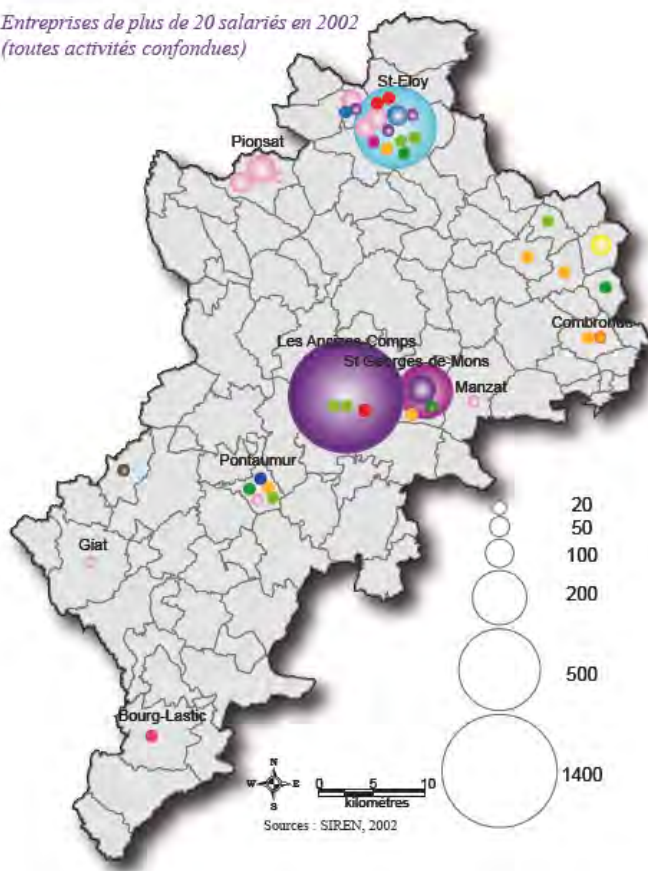 Entreprises de plus de 20 salariés en 2002
(toutes activités confondues)
St-Eloy
Pionsat
Combronde
Les Ancizes-Comps
St Georges-de-Mons
Manzat
Pontaumur
Giat
Bourg-Lastic
20
50
100
200
500
1400
N
W E
S
0 5 10
kilomètres
Sources : SIREN, 2002